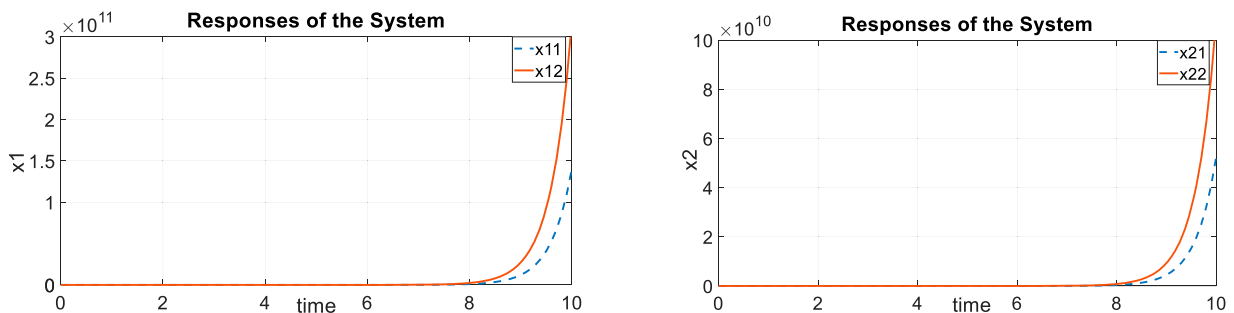 Responses of the System
×10^11
3
2.5
2
1.5
1
0
x1
x11
x12
0 2 4 6 8 10
time
Responses of the System
×10^10
10
8
6
4
2
0
x2
x21
x22
0 2 4 6 8 10
time